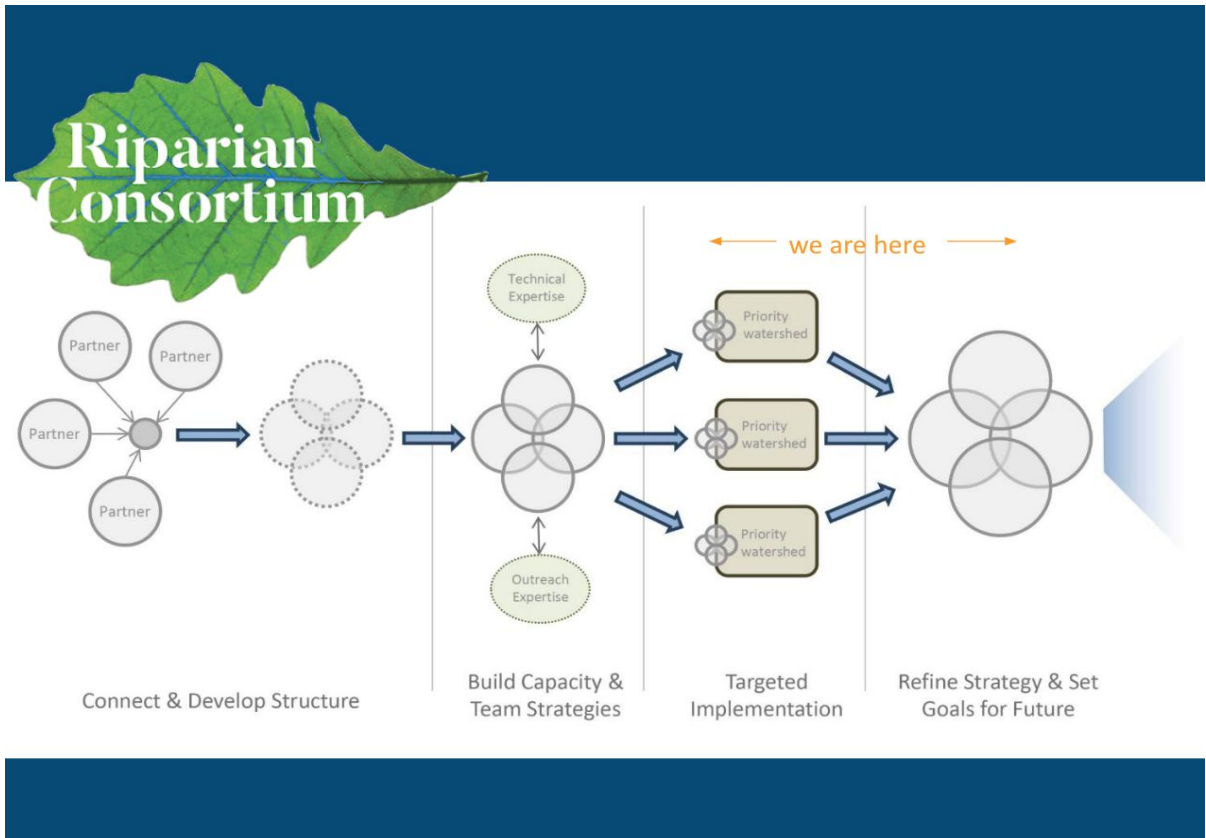 Riparian
Consortium
we are here
Partner
Partner
Partner
Partner
Technical
Expertise
Outreach
Expertise
Priority
watershed
Priority
watershed
Priority
watershed
Connect & Develop Structure
Build Capacity &
Team Strategies
Targeted
Implementation
Refine Strategy & Set
Goals for Future